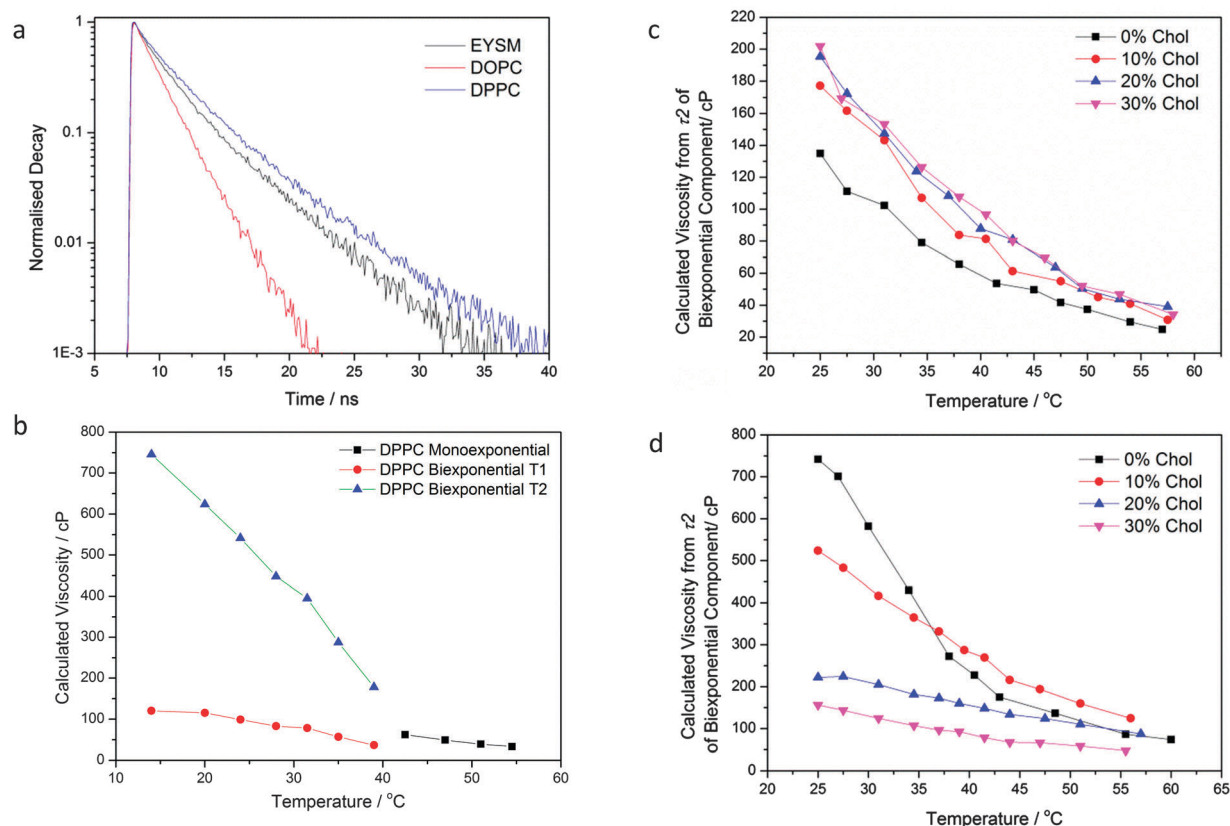 a
Normalised Decay
1
0.1
0.01
1E-3
EYSM
DOPC
DPPC
5 10 15 20 25 30 35 40
Time / ns
b
Calculated Viscosity / cP
800
700
600
500
400
300
200
100
0
DPPC Monoexponential
DPPC Biexponential T1
DPPC Biexponential T2
10 20 30 40 50 60
Temperature / °C
c
Calculated Viscosity from τ2 of
Biexponential Component/ cP
220
200
180
160
140
120
100
80
60
40
20
0% Chol
10% Chol
20% Chol
30% Chol
20 25 30 35 40 45 50 55 60
Temperature / °C
d
Calculated Viscosity from τ2
of Biexponential Component/ cP
800
700
600
500
400
300
200
100
0
0% Chol
10% Chol
20% Chol
30% Chol
20 25 30 35 40 45 50 55 60 65
Temperature / °C